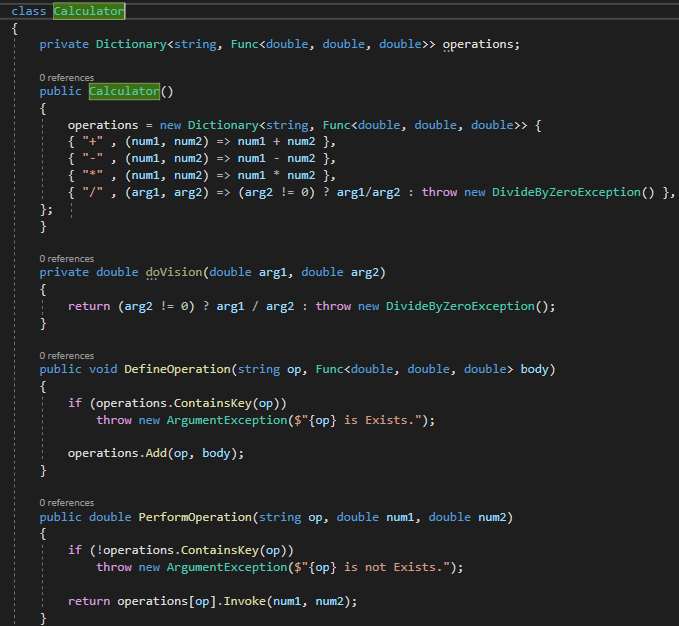 class Calculator
{
private Dictionary<string, Func<double, double, double>> operations;
0 references
public Calculator()
{
operations = new Dictionary<string, Func<double, double, double>> {
{ "+" , (num1, num2) => num1 + num2 },
{ "-" , (num1, num2) => num1 - num2 },
{ "*" , (num1, num2) => num1 * num2 },
{ "/" , (arg1, arg2) => (arg2 != 0) ? arg1/arg2 : throw new DivideByZeroException() },
};
}
0 references
private double doVision(double arg1, double arg2)
{
return (arg2 != 0) ? arg1 / arg2 : throw new DivideByZeroException();
}
0 references
public void DefineOperation(string op, Func<double, double, double> body)
{
if (operations.ContainsKey(op))
throw new ArgumentException($"{op} is Exists.");
operations.Add(op, body);
}
0 references
public double PerformOperation(string op, double num1, double num2)
{
if (!operations.ContainsKey(op))
throw new ArgumentException($"{op} is not Exists.");
return operations[op].Invoke(num1, num2);
}